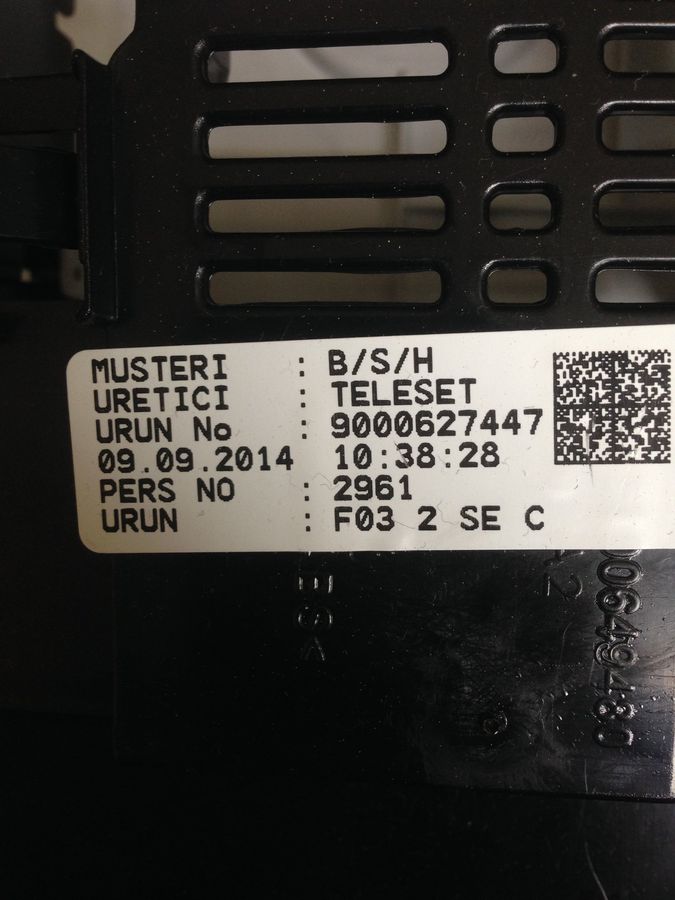 MUSTERI : B/S/H
URETICI : TELESET
URUN No : 9000627447
09.09.2014 10:38:28
PERS NO : 2961
URUN : F03 2 SE C